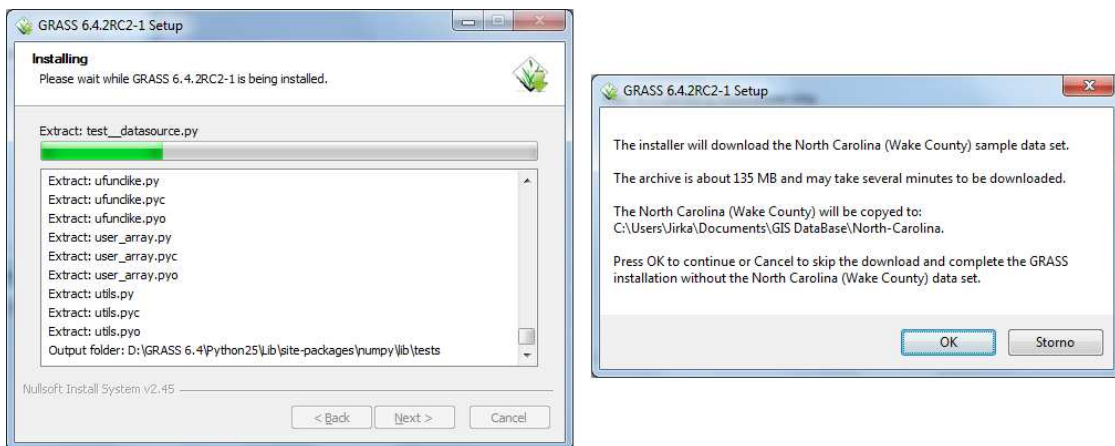 GRASS 6.4.2RC2-1 Setup
Installing
Please wait while GRASS 6.4.2RC2-1 is being installed.
Extract: test__datasource.py
Extract: ufunclike.py
Extract: ufunclike.pyc
Extract: ufunclike.pyo
Extract: user_array.py
Extract: user_array.pyc
Extract: user_array.pyo
Extract: utils.py
Extract: utils.pyc
Extract: utils.pyo
Output folder: D:\GRASS 6.4\Python25\Lib\site-packages\numpy\lib\tests
Nullsoft Install System v2.45
< Back Next > Cancel
GRASS 6.4.2RC2-1 Setup
The installer will download the North Carolina (Wake County) sample data set.
The archive is about 135 MB and may take several minutes to be downloaded.
The North Carolina (Wake County) will be copyed to:
C:\Users\Jirka\Documents\GIS DataBase\North-Carolina.
Press OK to continue or Cancel to skip the download and complete the GRASS
installation without the North Carolina (Wake County) data set.
OK Storno